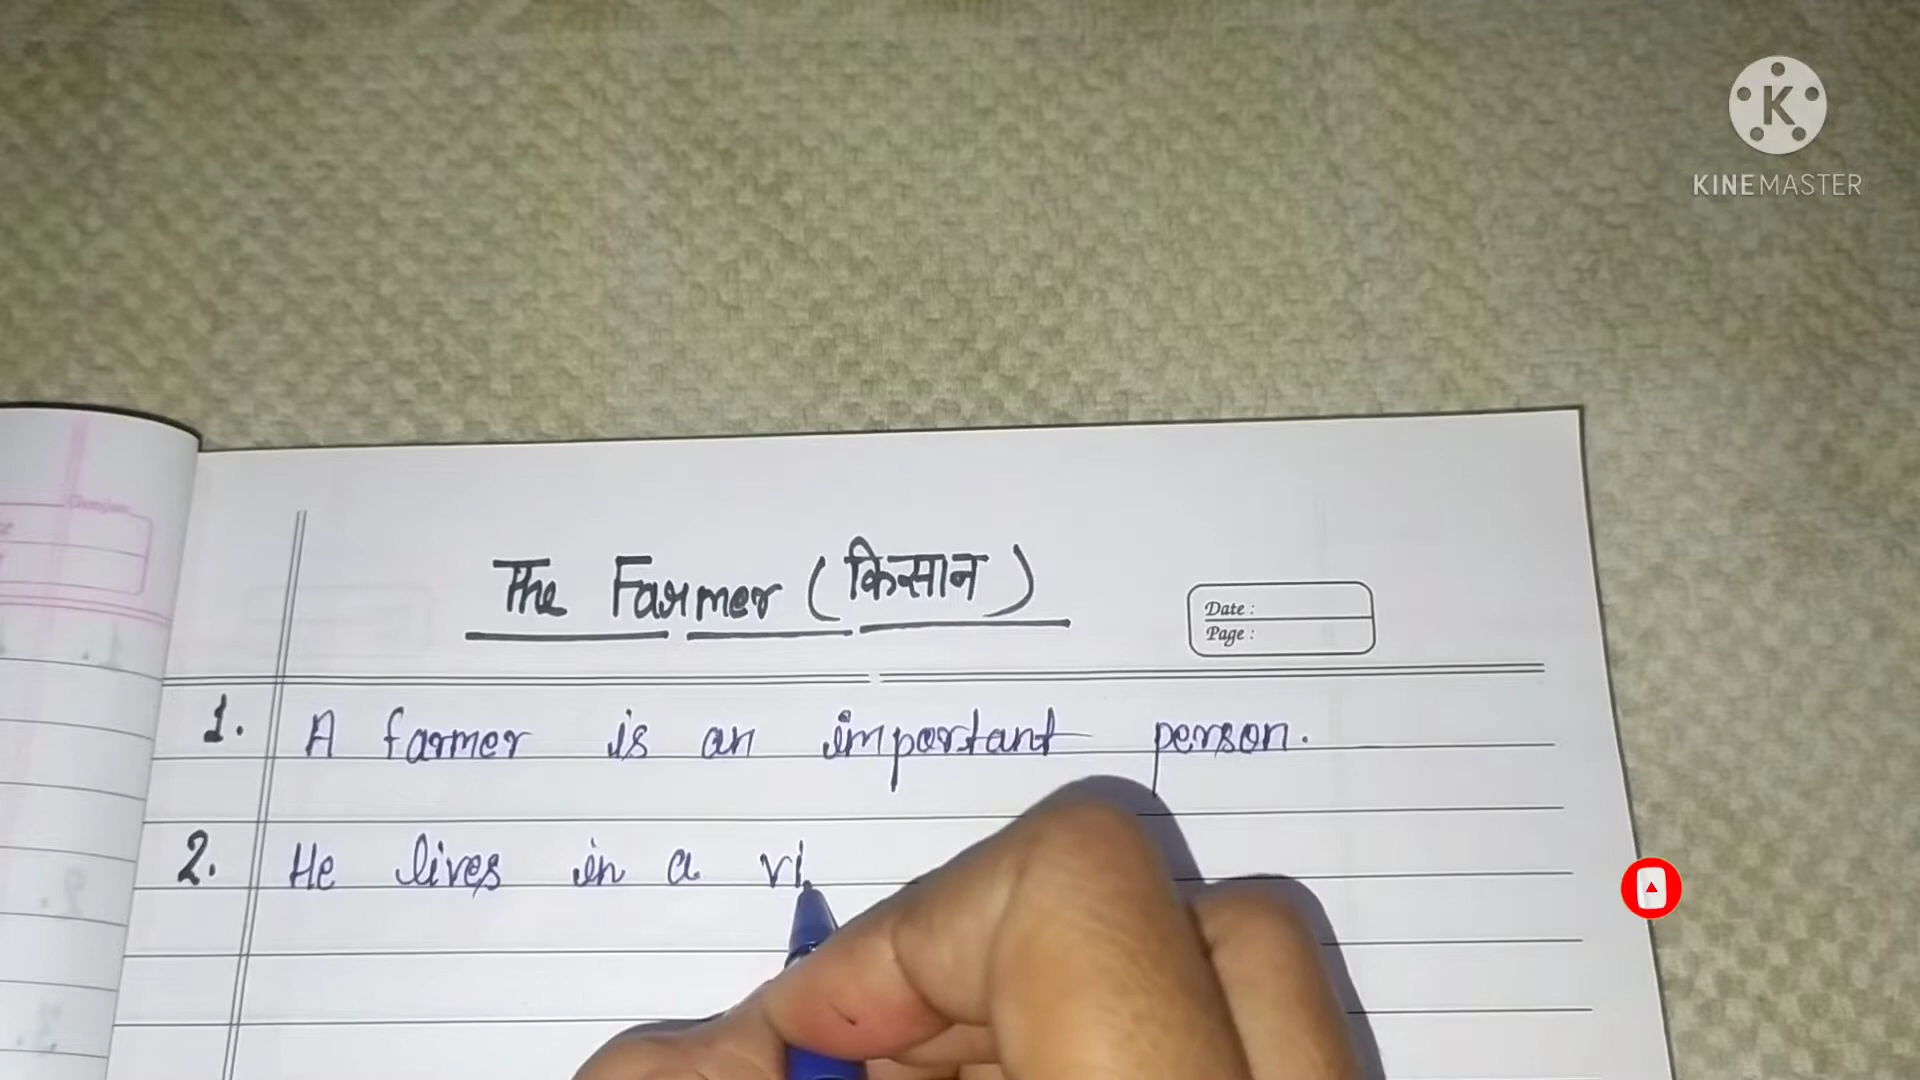 KINEMASTER
The Farmer (किसान)
Date :
Page :
1. A farmer is an important person.
2. He lives in a vi